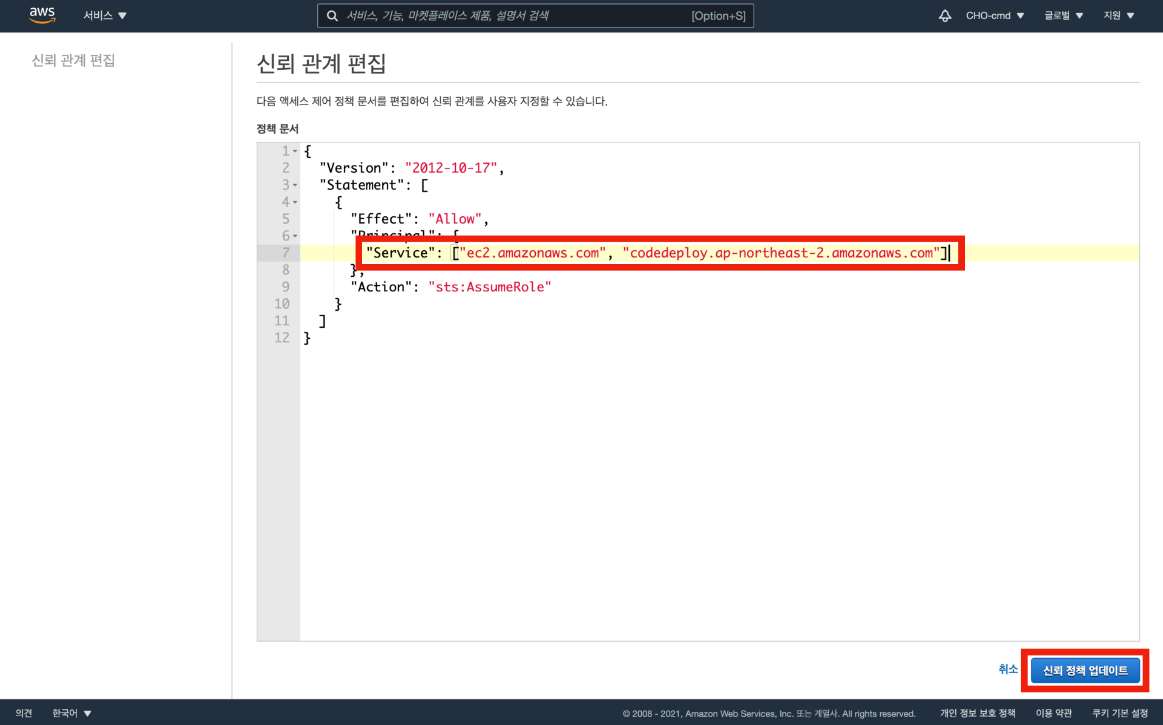 aws 서비스 ▼ 서비스, 기능, 마켓플레이스 제품, 설명서 검색 [Option+S] CHO-cmd ▼ 글로벌 ▼ 지원 ▼
신뢰 관계 편집
신뢰 관계 편집
다음 액세스 제어 정책 문서를 편집하여 신뢰 관계를 사용자 지정할 수 있습니다.
정책 문서
1 {
2 "Version": "2012-10-17",
3 "Statement": [
4 {
5 "Effect": "Allow",
6 "Principal": {
7 "Service": ["ec2.amazonaws.com", "codedeploy.ap-northeast-2.amazonaws.com"]
8 },
9 "Action": "sts:AssumeRole"
10 }
11 ]
12 }
취소 신뢰 정책 업데이트
의견 한국어 ▼ © 2008 - 2021, Amazon Web Services, Inc. 또는 계열사. All rights reserved. 개인 정보 보호 정책 이용 약관 쿠키 기본 설정